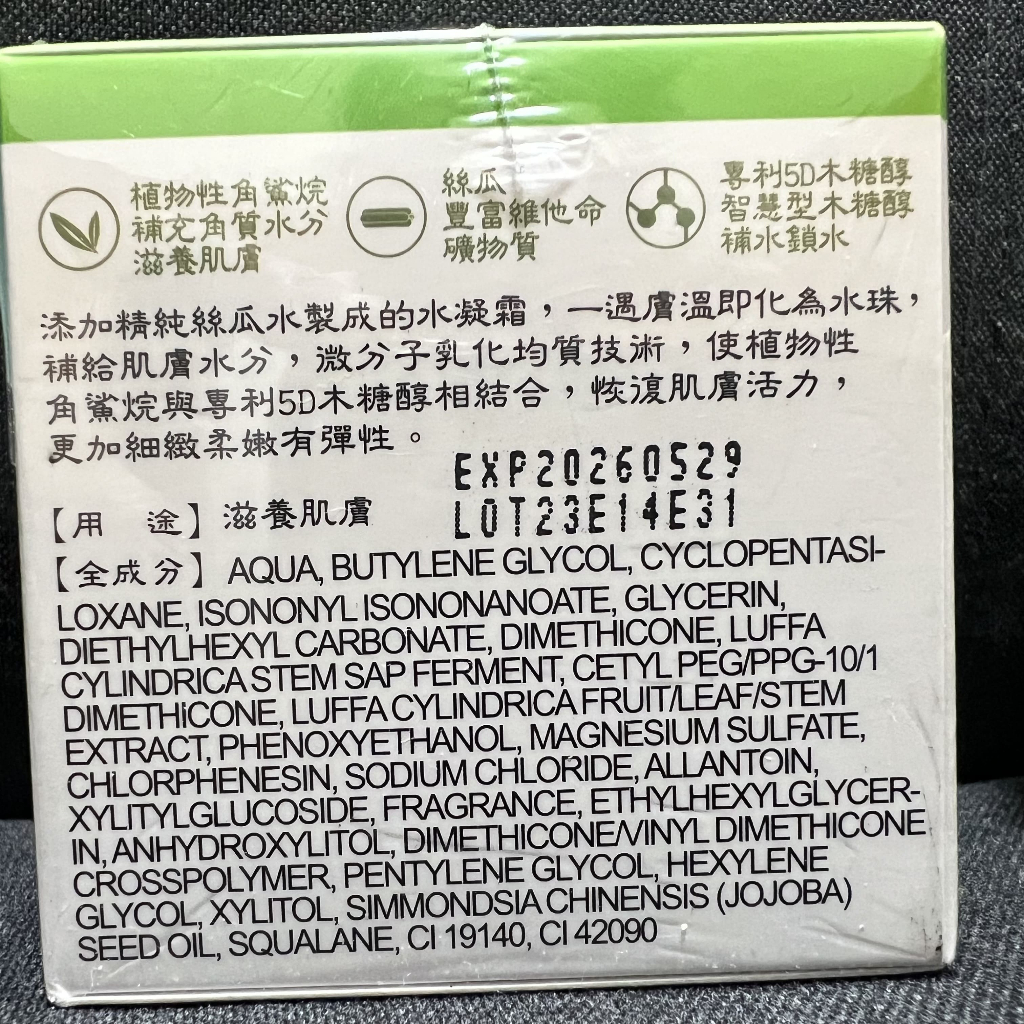 植物性角鯊烷
補充角質水分
滋養肌膚
絲瓜
豐富維他命
礦物質
專利5D木糖醇
智慧型木糖醇
補水鎖水
添加精純絲瓜水製成的水凝霜，一遇膚溫即化為水珠，
補給肌膚水分，微分子乳化均質技術，使植物性
角鯊烷與專利5D木糖醇相結合，恢復肌膚活力，
更加細緻柔嫩有彈性。
EXP20260529
LOT23E14E31
【用 途】滋養肌膚
【全成分】AQUA, BUTYLENE GLYCOL, CYCLOPENTASI-
LOXANE, ISONONYL ISONONANOATE, GLYCERIN,
DIETHYLHEXYL CARBONATE, DIMETHICONE, LUFFA
CYLINDRICA STEM SAP FERMENT, CETYL PEG/PPG-10/1
DIMETHICONE, LUFFA CYLINDRICA FRUIT/LEAF/STEM
EXTRACT, PHENOXYETHANOL, MAGNESIUM SULFATE,
CHLORPHENESIN, SODIUM CHLORIDE, ALLANTOIN,
XYLITYLGLUCOSIDE, FRAGRANCE, ETHYLHEXYLGLYCER-
IN, ANHYDROXYLITOL, DIMETHICONE/VINYL DIMETHICONE
CROSSPOLYMER, PENTYLENE GLYCOL, HEXYLENE
GLYCOL, XYLITOL, SIMMONDSIA CHINENSIS (JOJOBA)
SEED OIL, SQUALANE, CI 19140, CI 42090